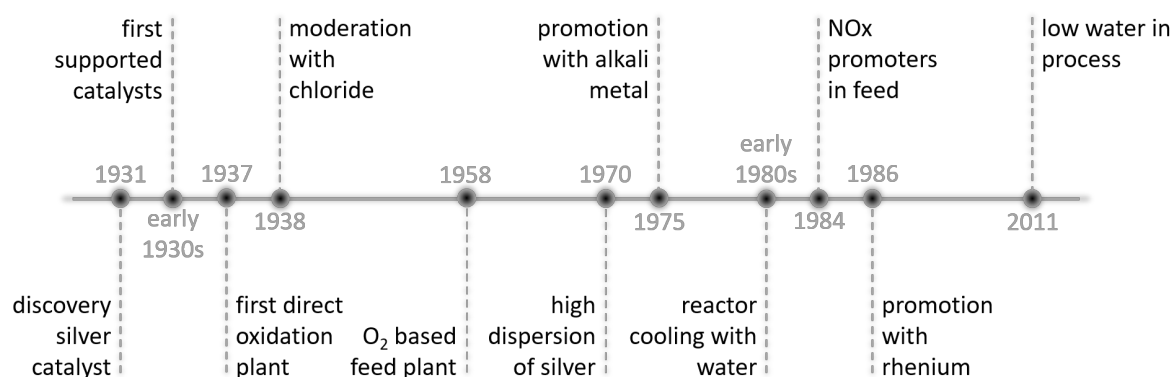 first
supported
catalysts
moderation
with
chloride
promotion
with alkali
metal
NOx
promoters
in feed
low water in
process
1931
early
1930s
1937
1938
1958
1970
1975
early
1980s
1984
1986
2011
discovery
silver
catalyst
first direct
oxidation
plant
O₂ based
feed plant
high
dispersion
of silver
reactor
cooling with
water
promotion
with
rhenium